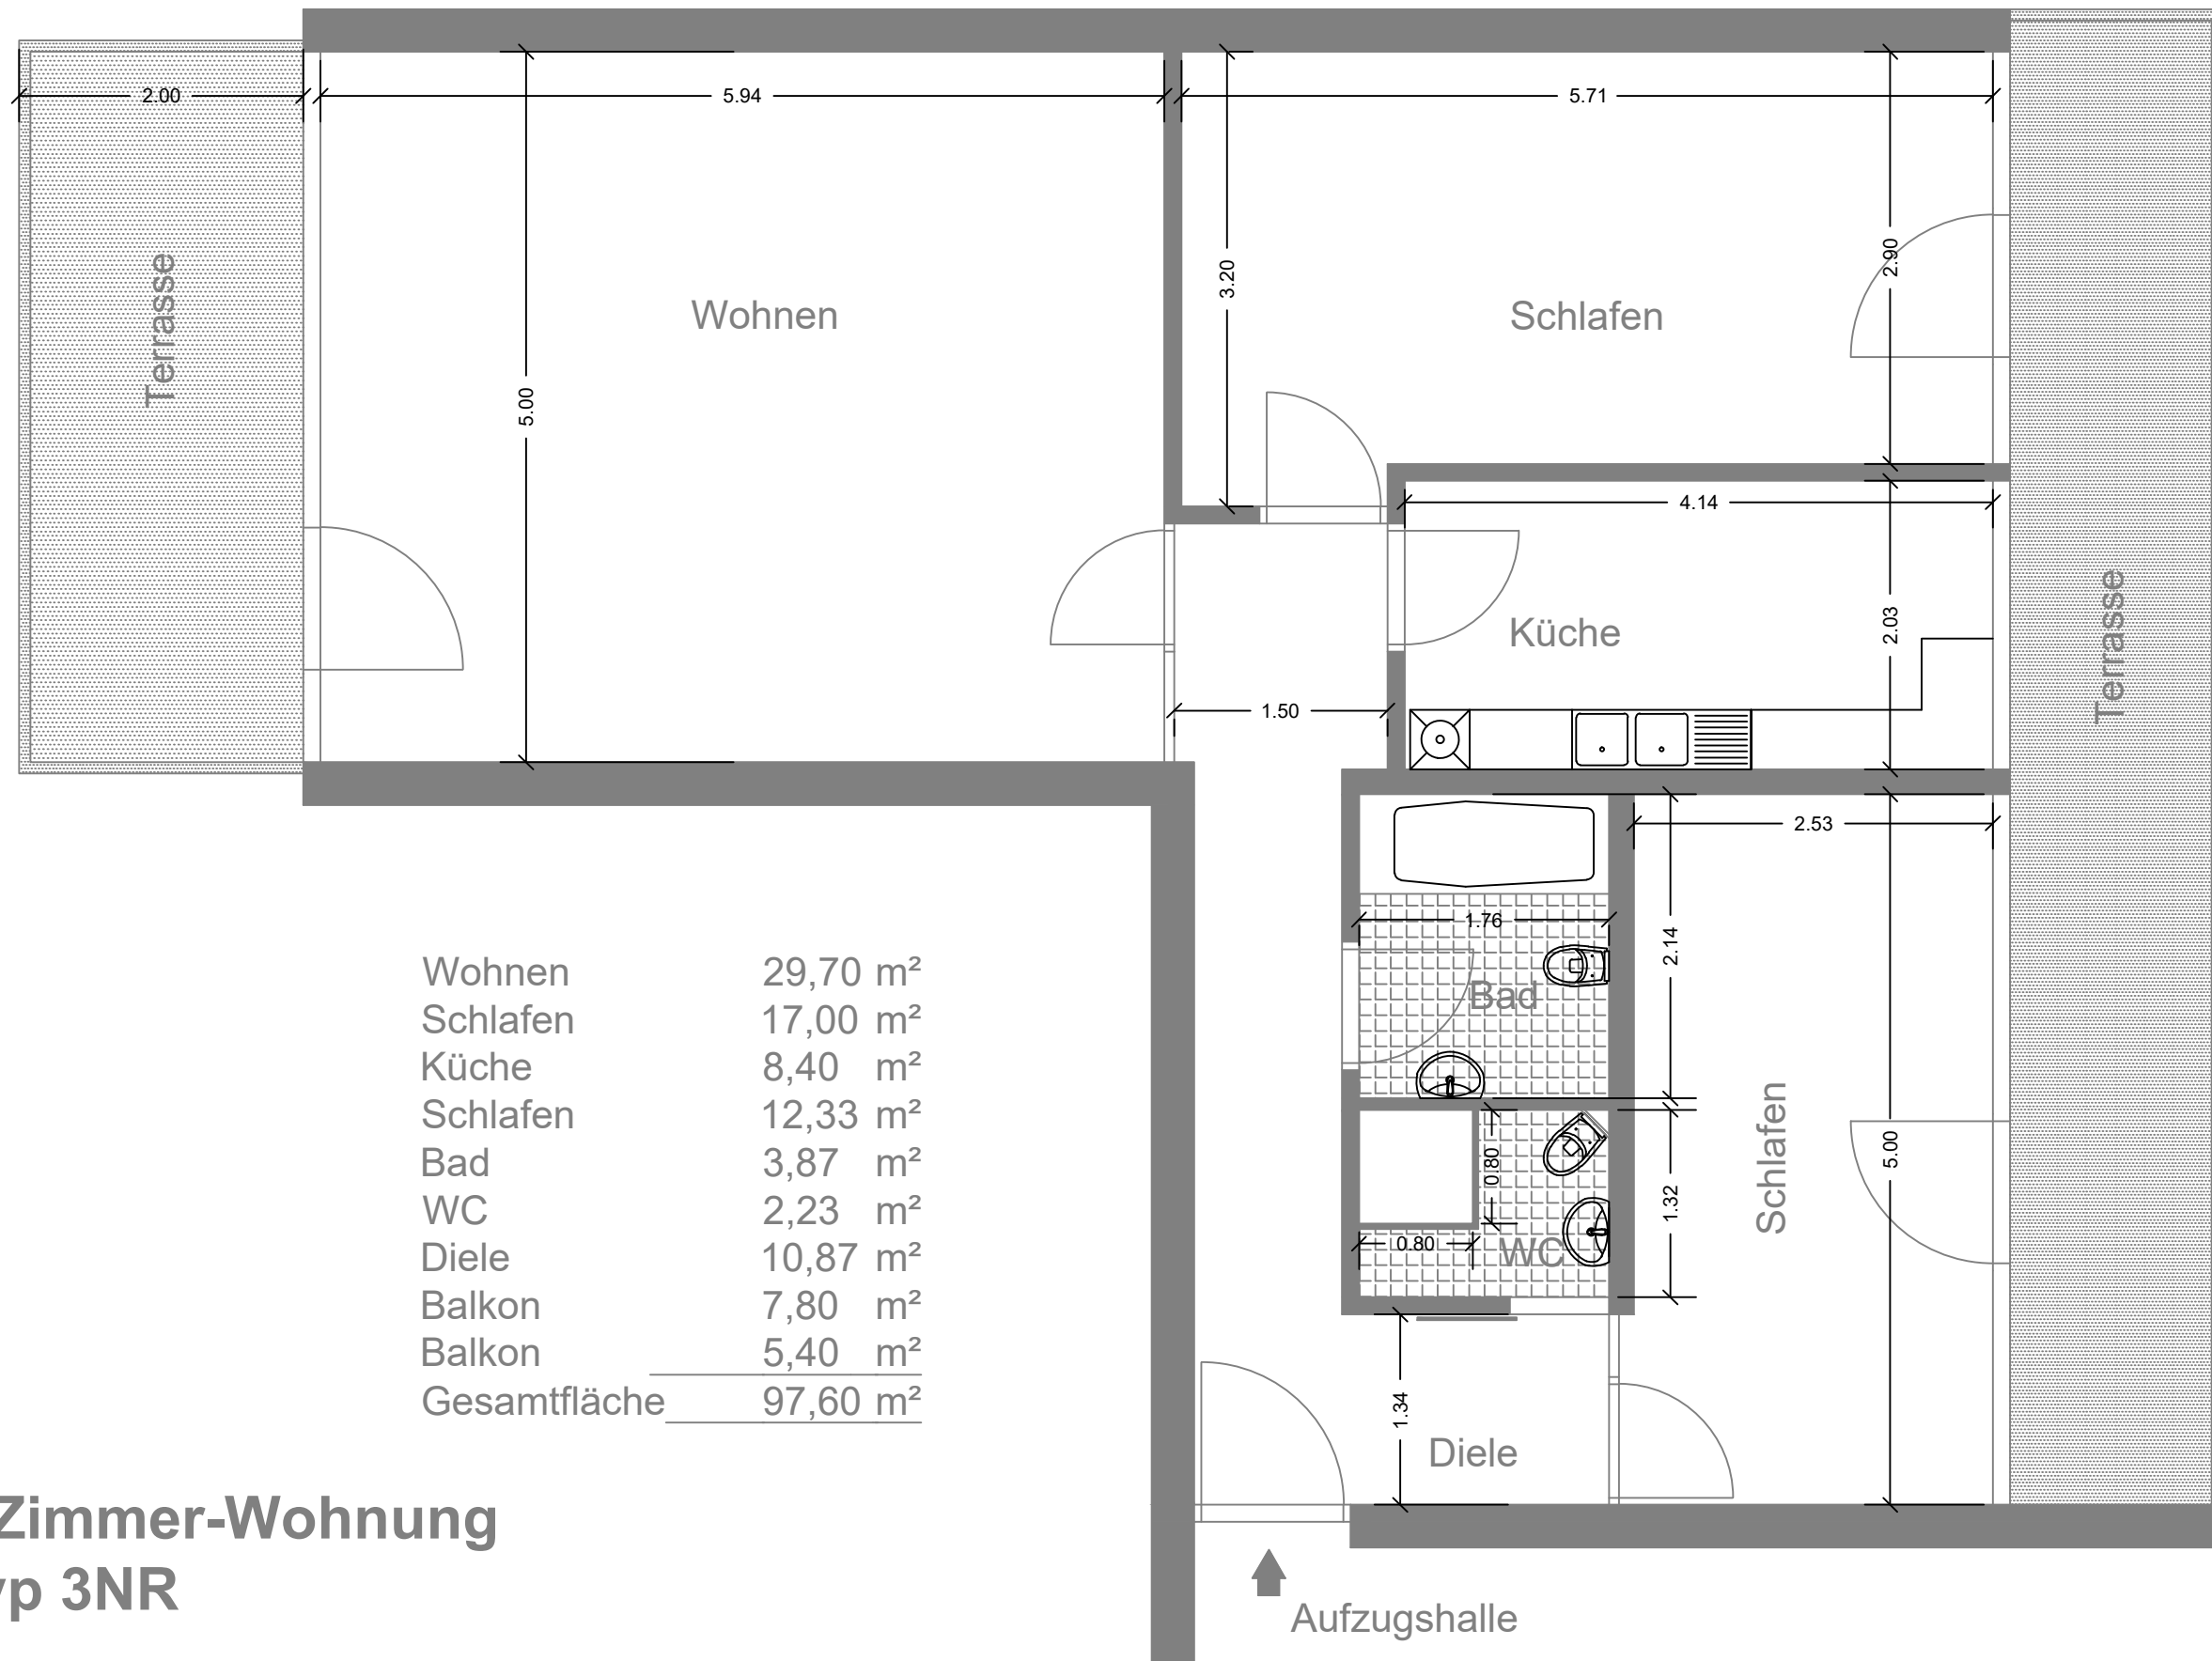 2.00
5.94
5.71
Terrasse
Wohnen
5.00
3.20
Schlafen
2.90
4.14
Küche
2.03
Terrasse
1.50
2.53
1.76
2.14
Bad
0.80
0.80
WC
1.32
Schlafen
5.00
1.34
Diele
Wohnen 29,70 m²
Schlafen 17,00 m²
Küche 8,40 m²
Schlafen 12,33 m²
Bad 3,87 m²
WC 2,23 m²
Diele 10,87 m²
Balkon 7,80 m²
Balkon 5,40 m²
Gesamtfläche 97,60 m²
Zimmer-Wohnung
yp 3NR
Aufzugshalle